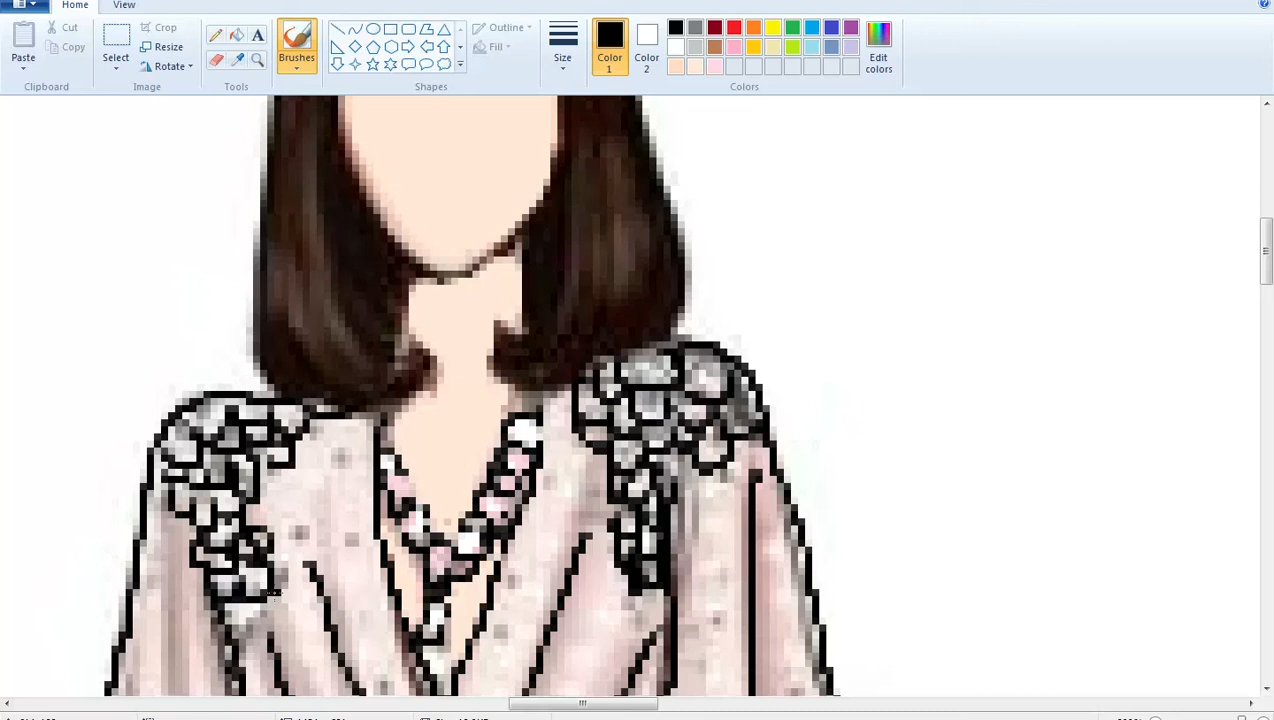 Home View
Cut
Copy
Paste
Clipboard
Crop
Resize
Rotate
Select
Image
A
Tools
Brushes
Outline
Fill
Shapes
Size
Color 1
Color 2
Edit colors
Colors